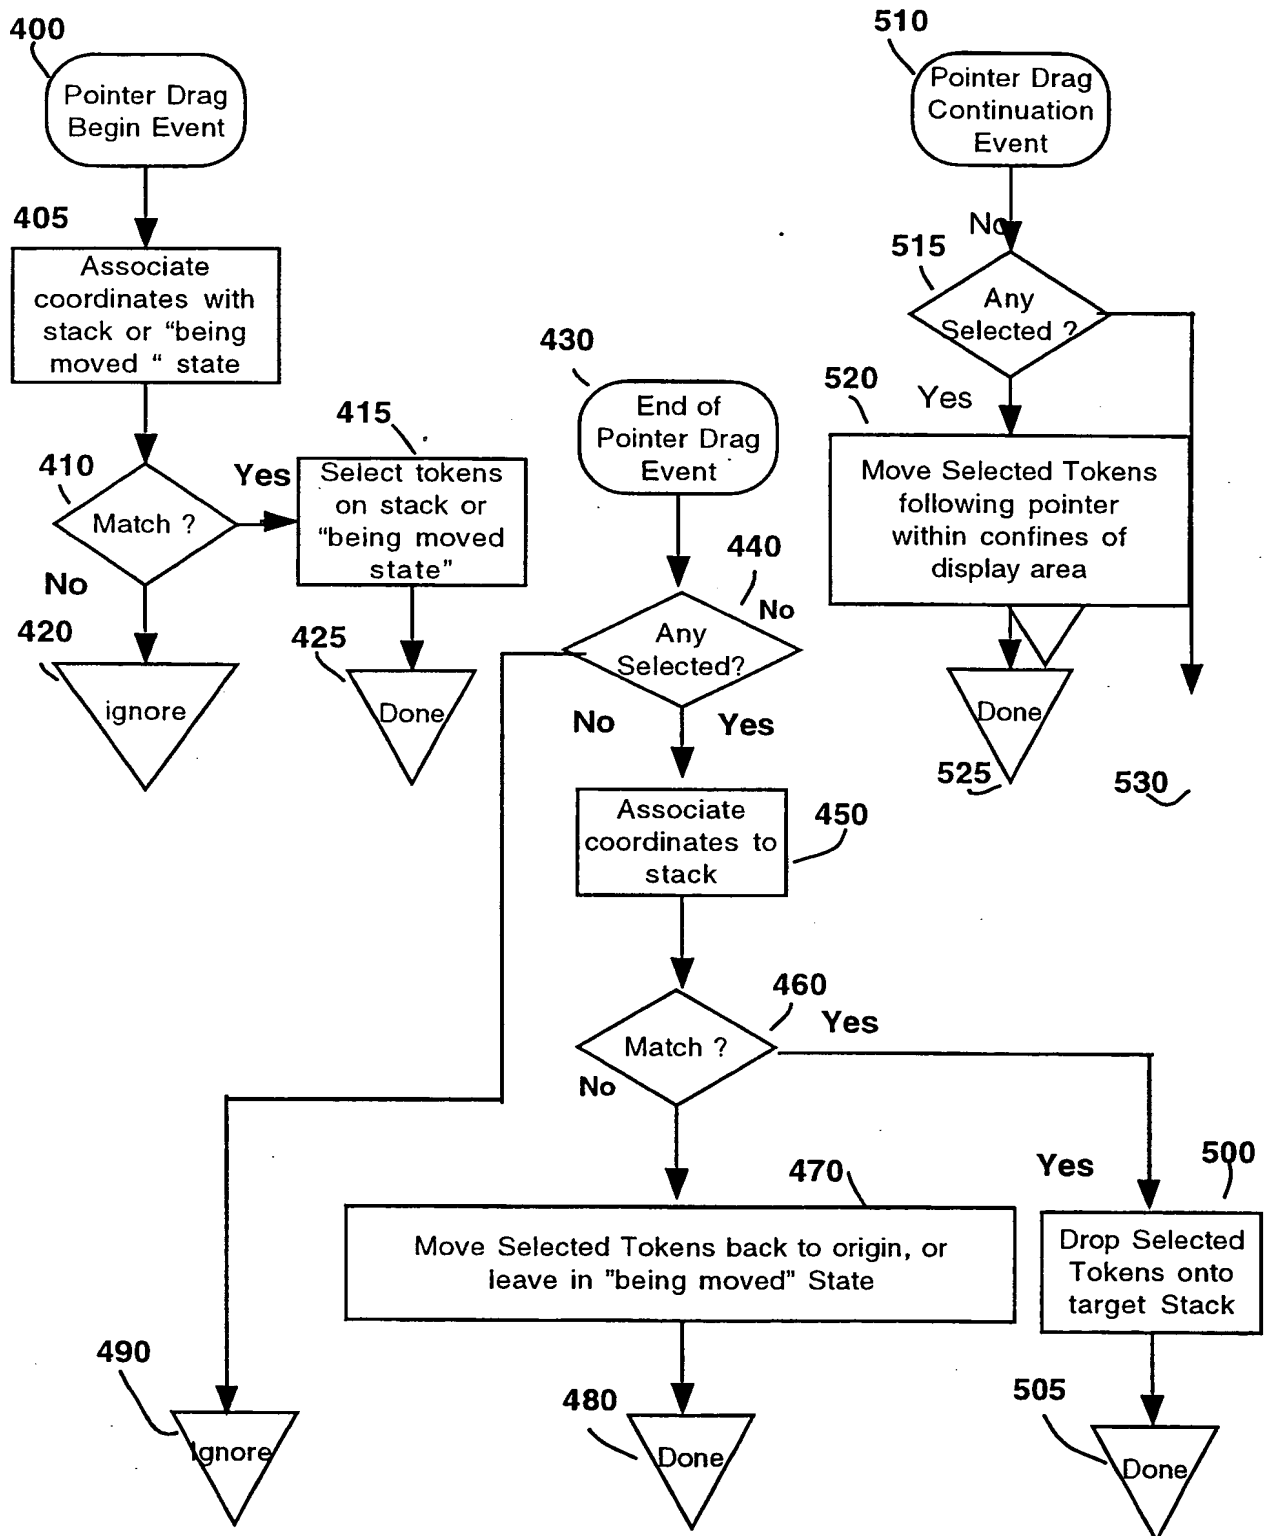 400
Pointer Drag
Begin Event
405
Associate
coordinates with
stack or “being
moved “ state
410
Match ?
Yes
No
415
Select tokens
on stack or
“being moved
state”
420
ignore
425
Done
430
End of
Pointer Drag
Event
440
No
Any
Selected?
No
Yes
Associate
coordinates to
stack
450
460
Match ?
Yes
No
470
Move Selected Tokens back to origin, or
leave in ”being moved” State
480
Done
490
Ignore
Yes
500
Drop Selected
Tokens onto
target Stack
505
Done
510
Pointer Drag
Continuation
Event
No
515
Any
Selected ?
Yes
520
Move Selected Tokens
following pointer
within confines of
display area
Done
525
530